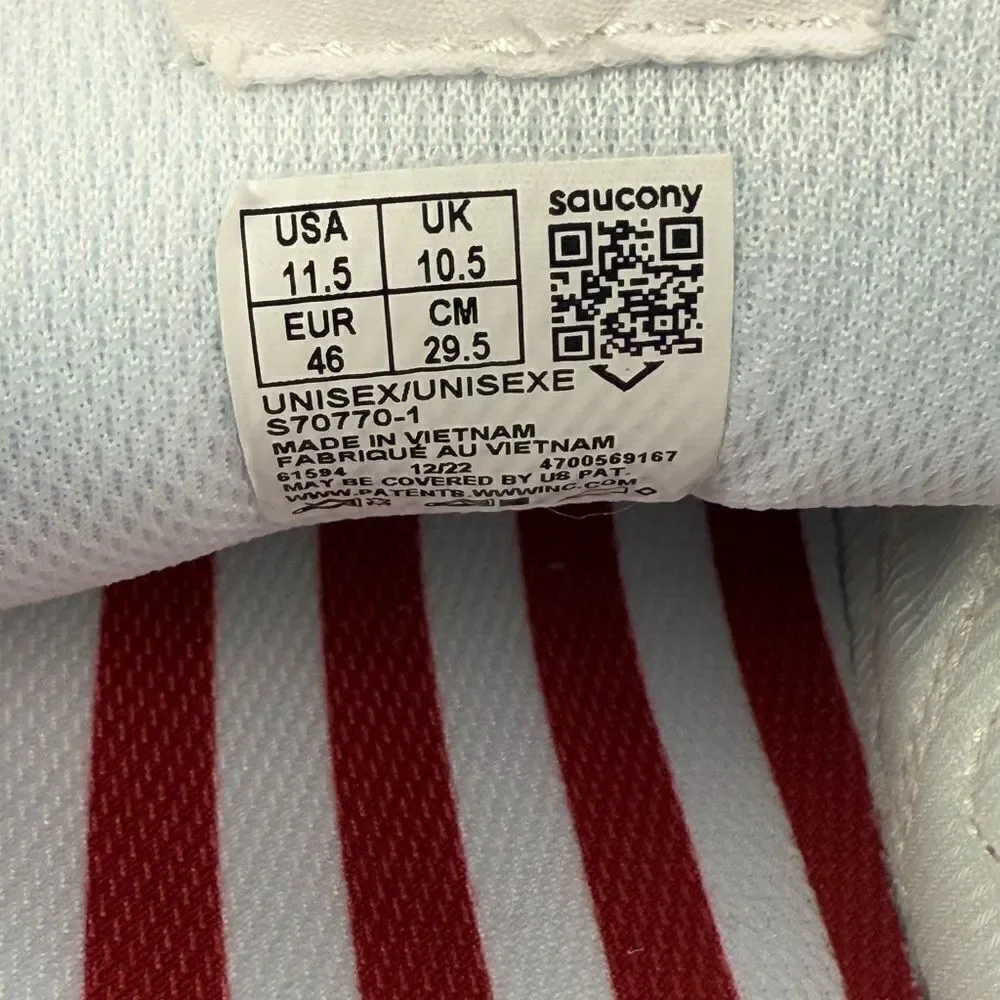 USA UK
11.5 10.5
EUR CM
46 29.5
saucony
UNISEX/UNISEXE
S70770-1
MADE IN VIETNAM
FABRIQUÉ AU VIETNAM
61594 12/22 4700569167
MAY BE COVERED BY US PAT.
WWW.PATENTS.WWWINC.COM